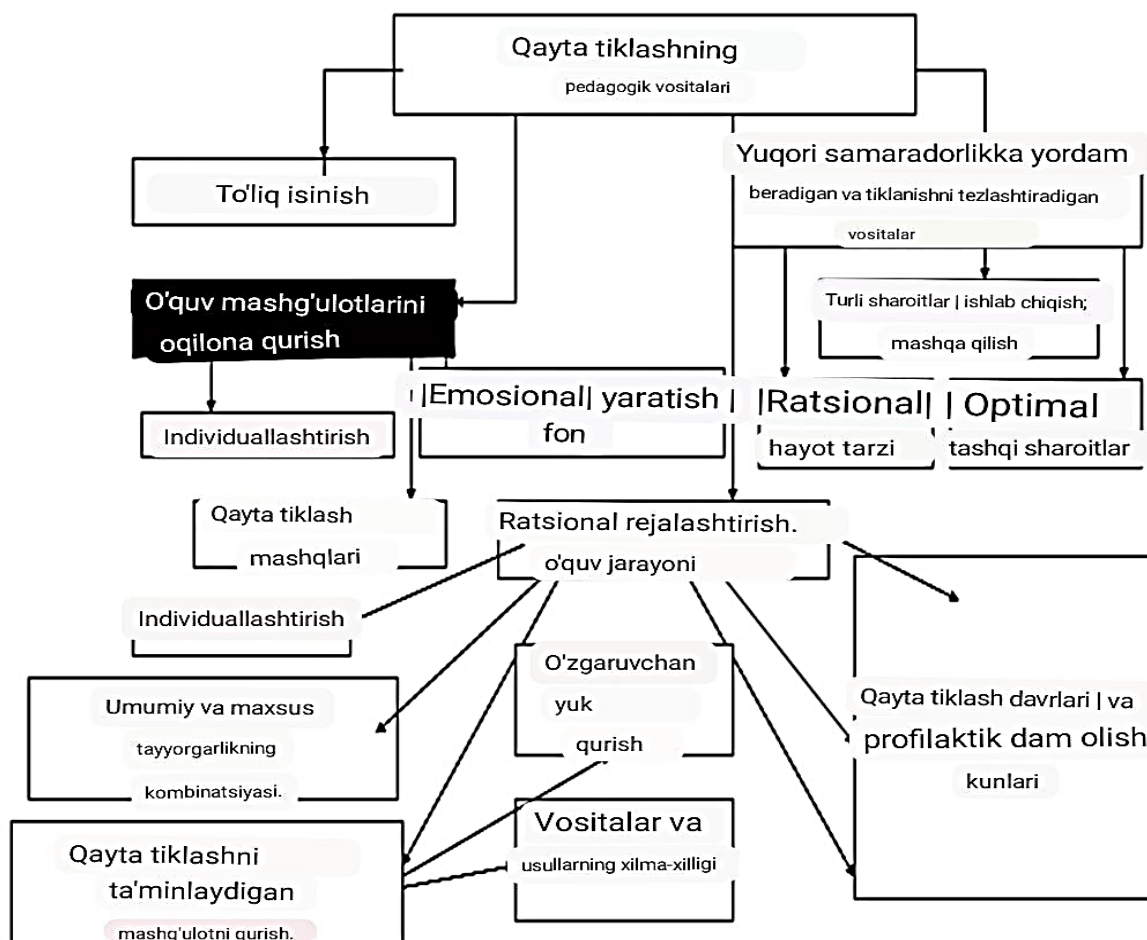 Qayta tiklashning
pedagogik vositalari
Yuqori samaradorlikka yordam
beradigan va tiklanishni tezlashtiradigan
vositalar
To'liq isinish
O'quv mashg'ulotlarini
oqilona qurish
Turli sharoitlar | ishlab chiqish;
mashqa qilish
|Emosional| yaratish
fon
|Ratsional|
hayot tarzi
| Optimal
tashqi sharoitlar
Individuallashtirish
Qayta tiklash
mashqlari
Ratsional rejalashtirish.
o'quv jarayoni
Individuallashtirish
Umumiy va maxsus
tayyorgarlikning
kombinatsiyasi.
O'zgaruvchan
yuk
qurish
Qayta tiklash davrlari | va
profilaktik dam olish
kunlari
Vositalar va
usullarning xilma-xilligi
Qayta tiklashni
ta'minlaydigan
mashg'ulotni qurish.